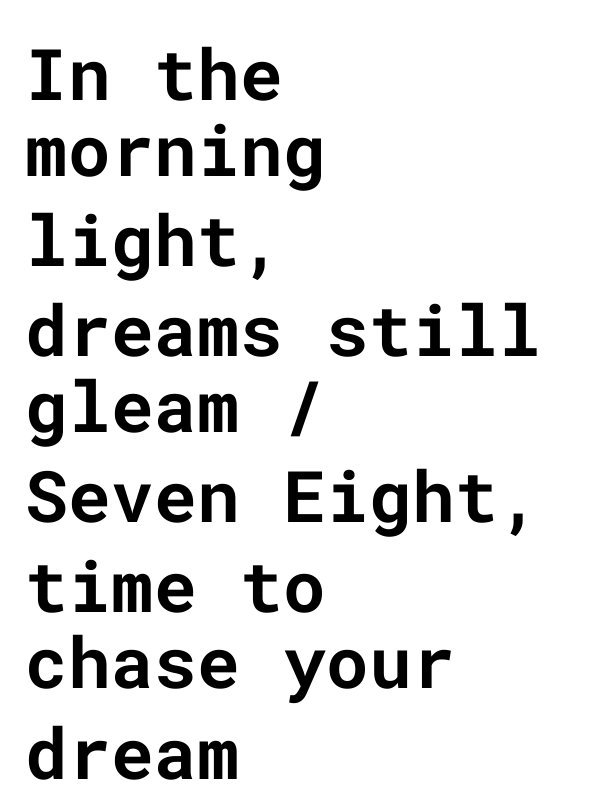 In the
morning
light,
dreams still
gleam /
Seven Eight,
time to
chase your
dream